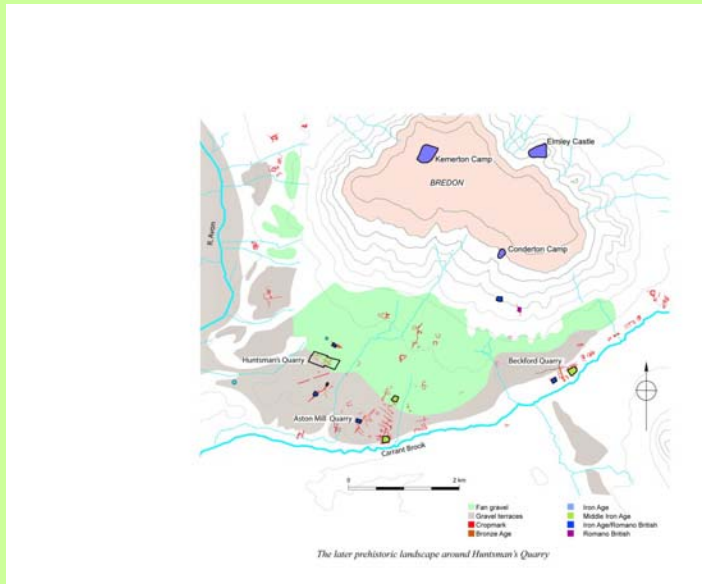 Elmley Castle
Kemerton Camp
BREDON
R. Avon
Conderton Camp
Huntsman's Quarry
Beckford Quarry
Aston Mill Quarry
Carrant Brook
0 2 km
Fan gravel
Gravel terraces
Cropmark
Bronze Age
Iron Age
Middle Iron Age
Iron Age/Romano British
Romano British
The later prehistoric landscape around Huntsman's Quarry